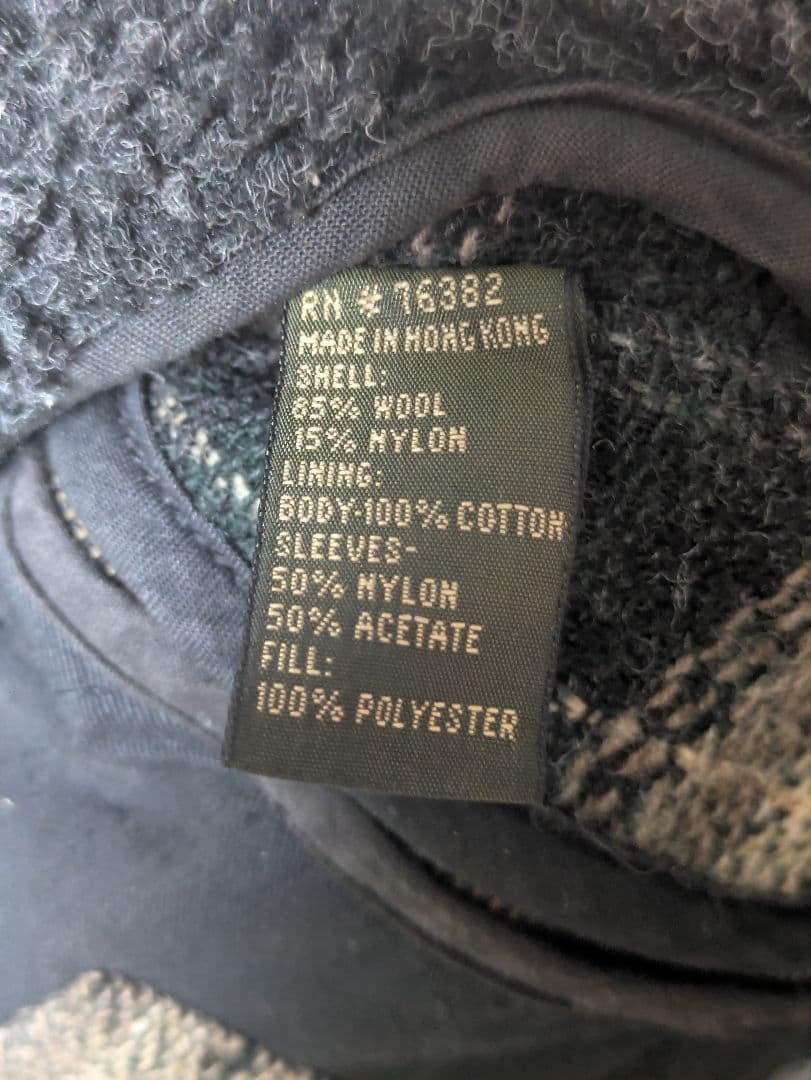 RN # 76382
MADE IN HONG KONG
SHELL:
85% WOOL
15% NYLON
LINING:
BODY-100% COTTON
SLEEVES-
50% NYLON
50% ACETATE
FILL:
100% POLYESTER